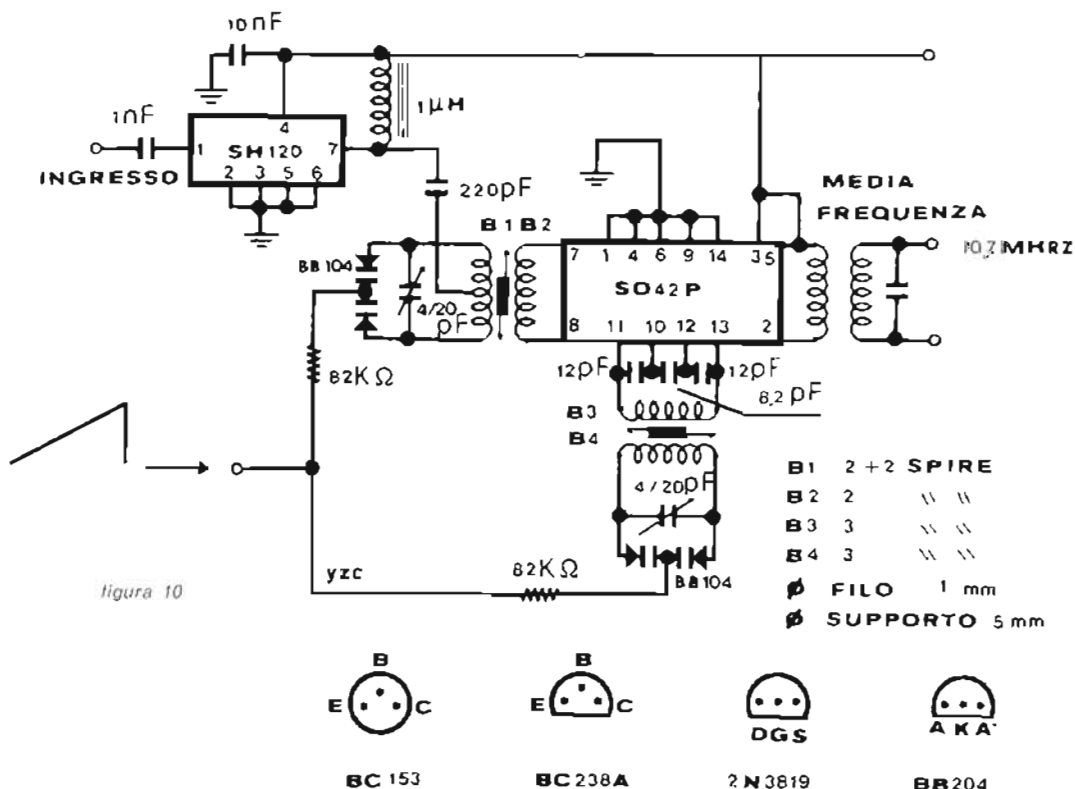 10nF
1nF
INGRESSO
4
1 SH120 7
2 3 5 6
1μH
220pF
B1 B2
BB104
4/20 pF
82KΩ
7 1 4 6 9 14 3 5
SO42P
8 11 10 12 13 2
MEDIA
FREQUENZA
MHRZ
12pF
12pF
8,2 pF
B3
B4
4/20pF
BB104
82KΩ
yzc
figura 10
B1 2+2 SPIRE
B2 2 " "
B3 3 " "
B4 3 " "
Ø FILO 1 mm
Ø SUPPORTO 5 mm
B
E C
BC153
B
E C
BC238A
DGS
2N3819
A K A'
BB204